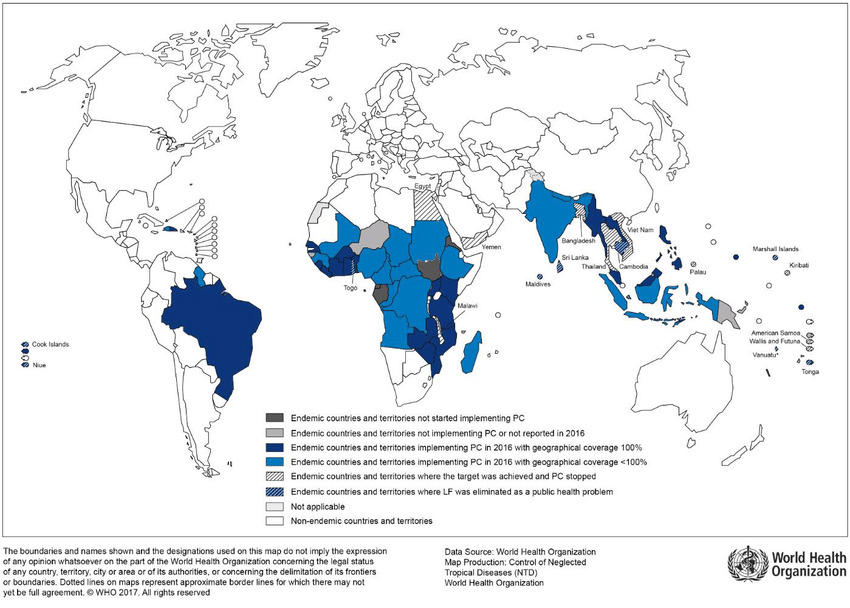 Egypt
Yemen
Togo
Malawi
Bangladesh
Viet Nam
Sri Lanka
Thailand
Cambodia
Maldives
Palau
Marshall Islands
Kiribati
American Samoa
Wallis and Futuna
Vanuatu*
Tonga
Cook Islands
Niue
Endemic countries and territories not started implementing PC
Endemic countries and territories not implementing PC or not reported in 2016
Endemic countries and territories implementing PC in 2016 with geographical coverage 100%
Endemic countries and territories implementing PC in 2016 with geographical coverage <100%
Endemic countries and territories where the target was achieved and PC stopped
Endemic countries and territories where LF was eliminated as a public health problem
Not applicable
Non-endemic countries and territories
The boundaries and names shown and the designations used on this map do not imply the expression
of any opinion whatsoever on the part of the World Health Organization concerning the legal status
of any country, territory, city or area or of its authorities, or concerning the delimitation of its frontiers
or boundaries. Dotted lines on maps represent approximate border lines for which there may not
yet be full agreement. © WHO 2017. All rights reserved
Data Source: World Health Organization
Map Production: Control of Neglected
Tropical Diseases (NTD)
World Health Organization
World Health
Organization